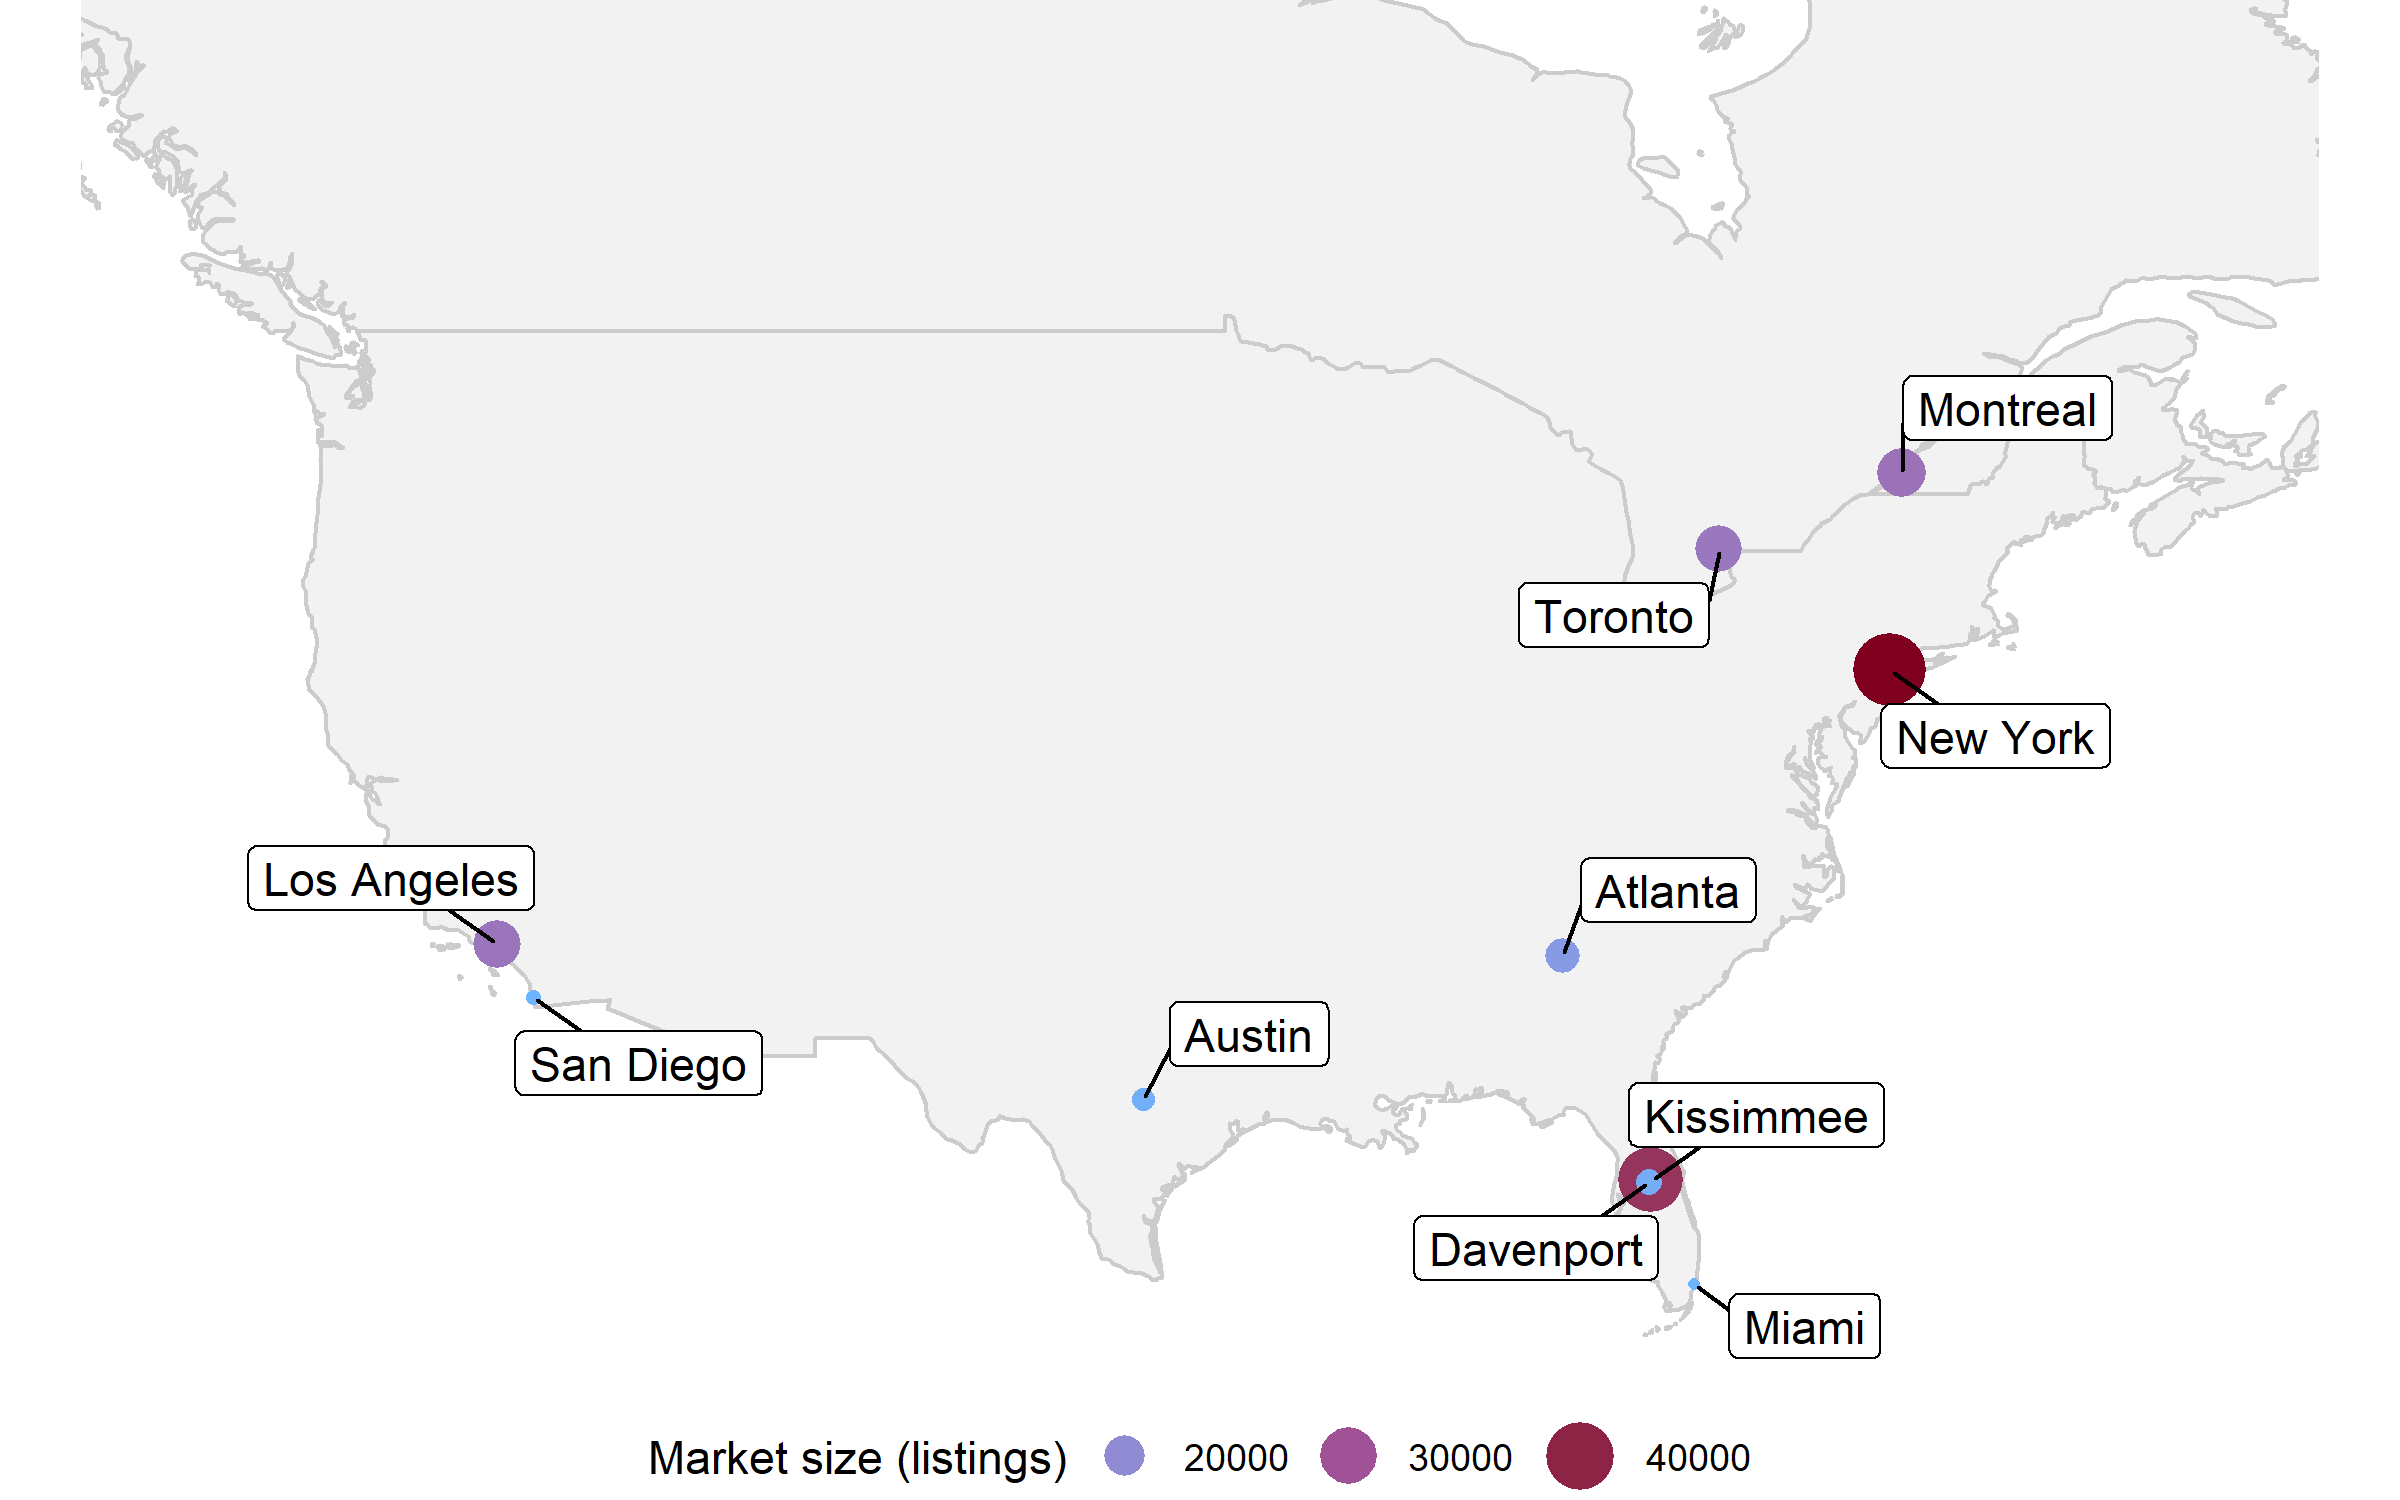 Montreal
Toronto
New York
Los Angeles
Atlanta
Austin
San Diego
Kissimmee
Davenport
Miami
Market size (listings) 20000 30000 40000